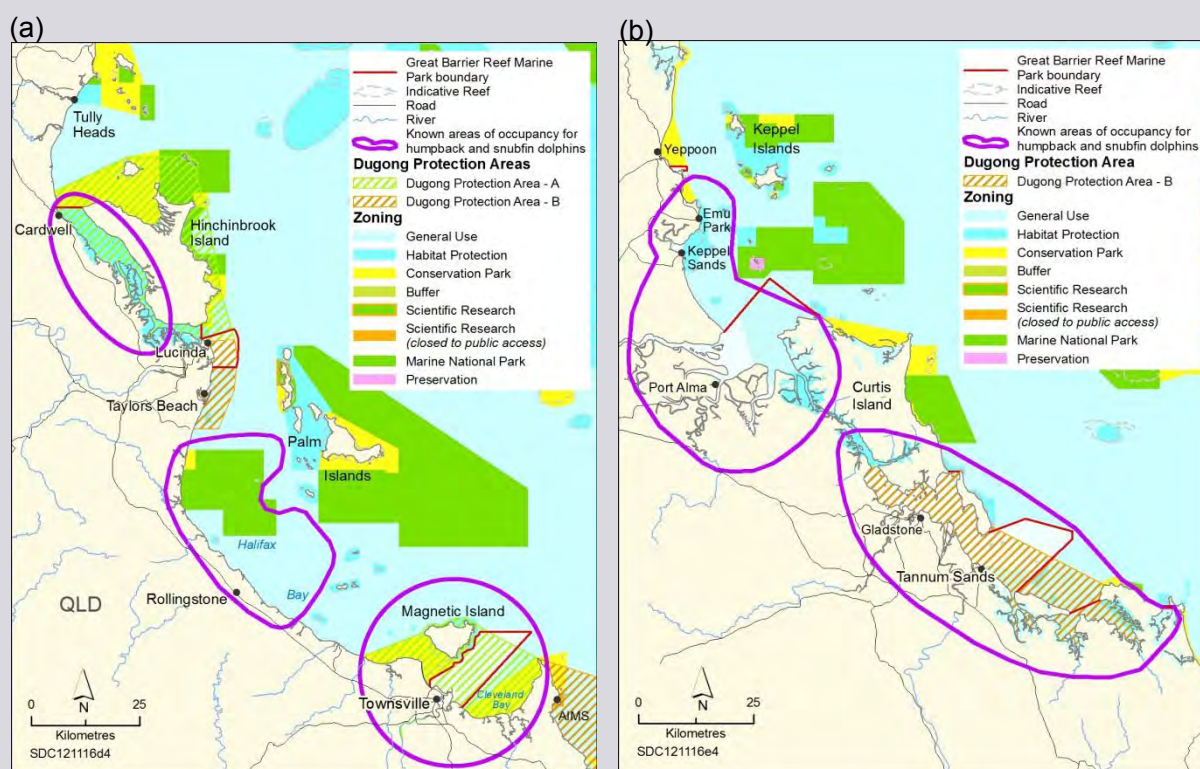 (a)
Great Barrier Reef Marine
Park boundary
Indicative Reef
Road
River
Known areas of occupancy for
humpback and snubfin dolphins
Dugong Protection Areas
Dugong Protection Area - A
Dugong Protection Area - B
Zoning
General Use
Habitat Protection
Conservation Park
Buffer
Scientific Research
Scientific Research
(closed to public access)
Marine National Park
Preservation
Tully
Heads
Cardwell
Hinchinbrook
Island
Lucinda
Taylors Beach
Palm
Islands
Halifax
Bay
Rollingstone
QLD
Magnetic Island
Townsville
Cleveland
Bay
AIMS
N
0 25
Kilometres
SDC121116d4
(b)
Great Barrier Reef Marine
Park boundary
Indicative Reef
Road
River
Known areas of occupancy for
humpback and snubfin dolphins
Dugong Protection Area
Dugong Protection Area - B
Zoning
General Use
Habitat Protection
Conservation Park
Buffer
Scientific Research
Scientific Research
(closed to public access)
Marine National Park
Preservation
Yeppoon
Keppel
Islands
Emu
Park
Keppel
Sands
Port Alma
Curtis
Island
Gladstone
Tannum Sands
N
0 25
Kilometres
SDC121116e4